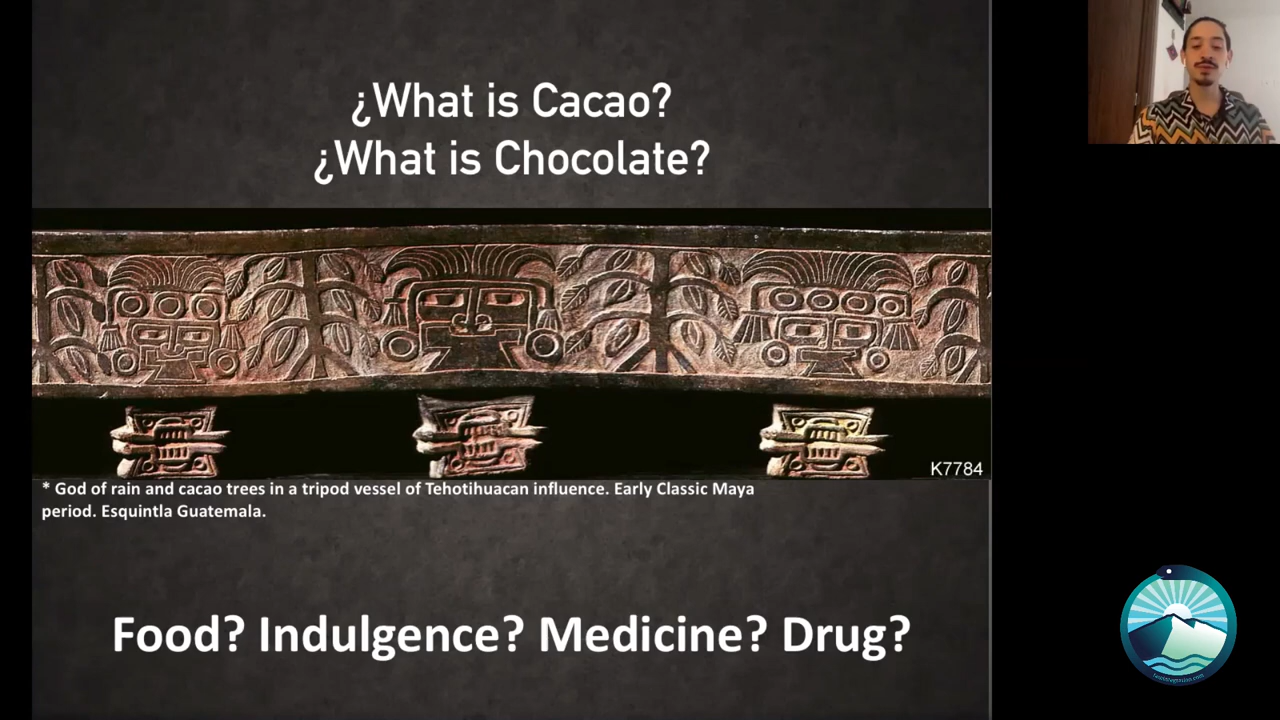 ¿What is Cacao?
¿What is Chocolate?
K7784
* God of rain and cacao trees in a tripod vessel of Tehotihuacan influence. Early Classic Maya
period. Esquintla Guatemala.
Food? Indulgence? Medicine? Drug?